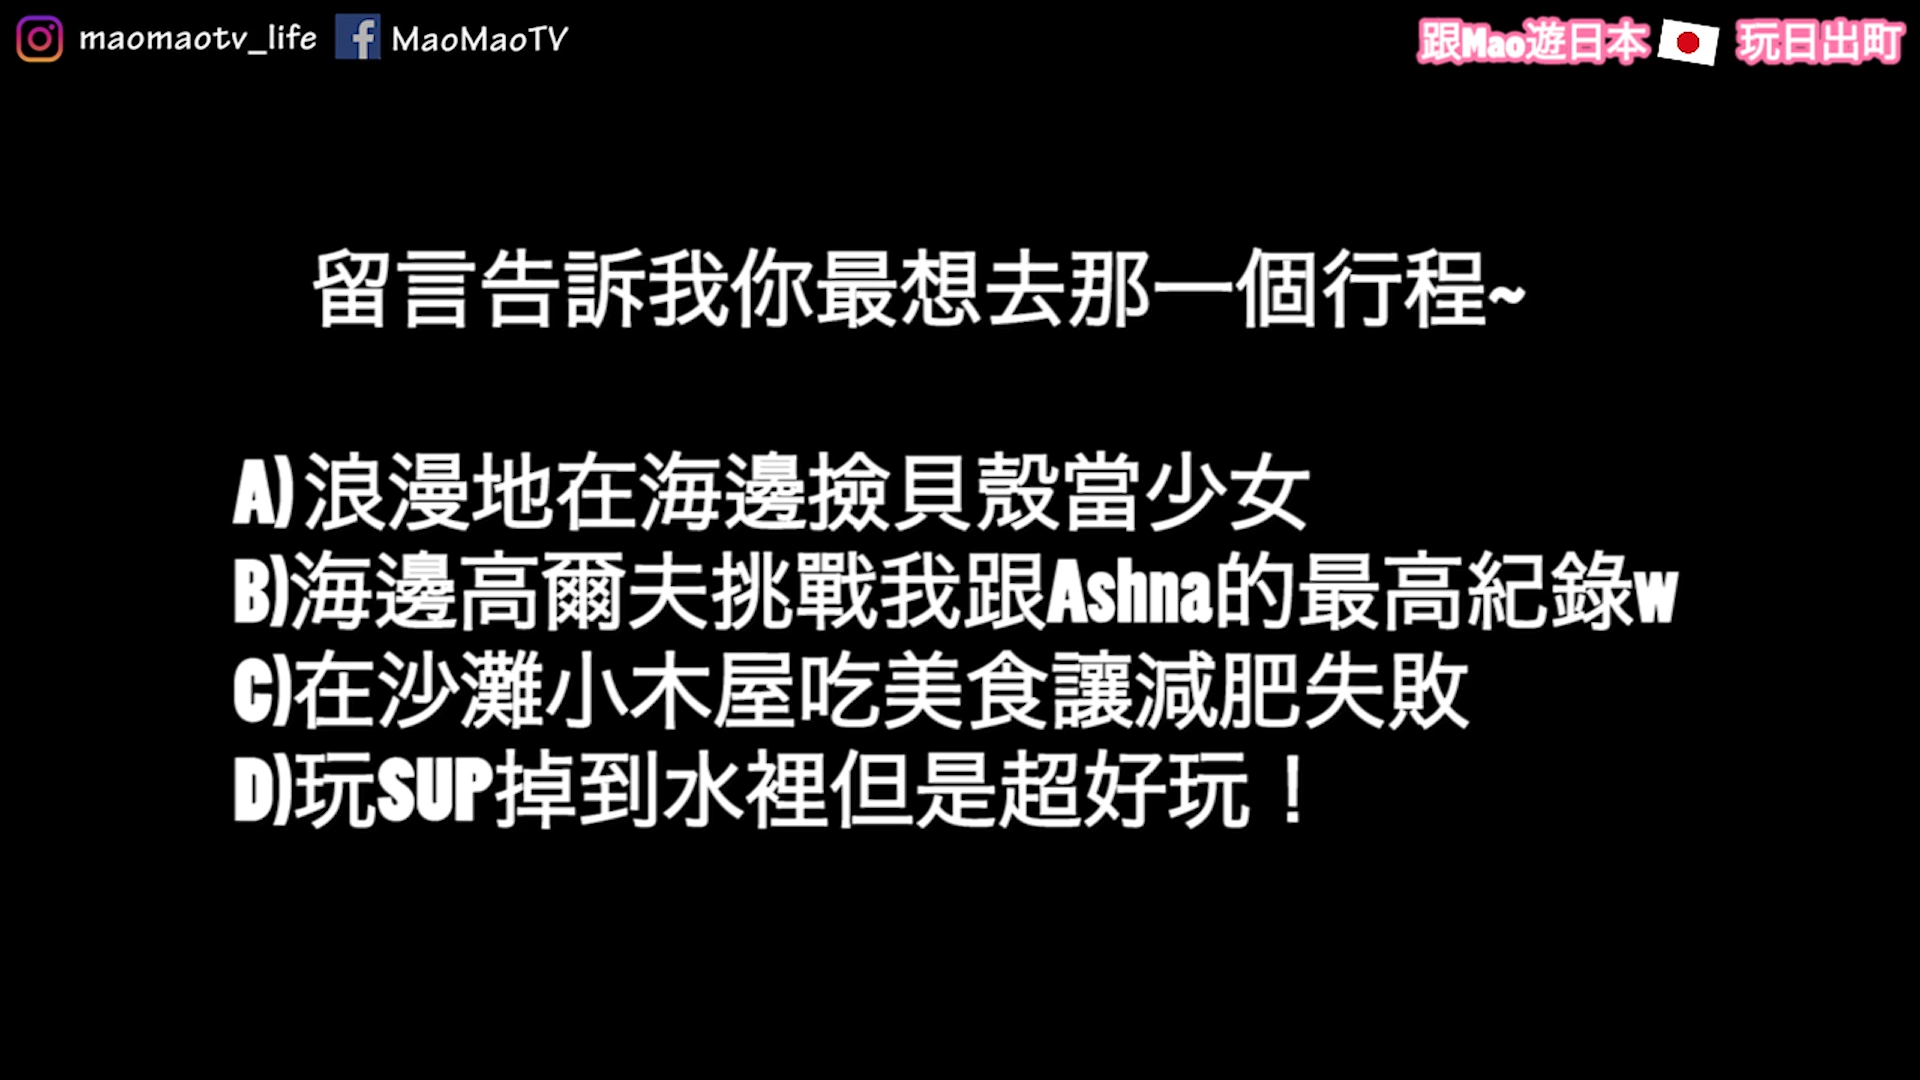 maomaotv_life MaoMaoTV 跟Mao遊日本 玩日出町
留言告訴我你最想去那一個行程~
A)浪漫地在海邊撿貝殼當少女
B)海邊高爾夫挑戰我跟Ashna的最高紀錄w
C)在沙灘小木屋吃美食讓減肥失敗
D)玩SUP掉到水裡但是超好玩！